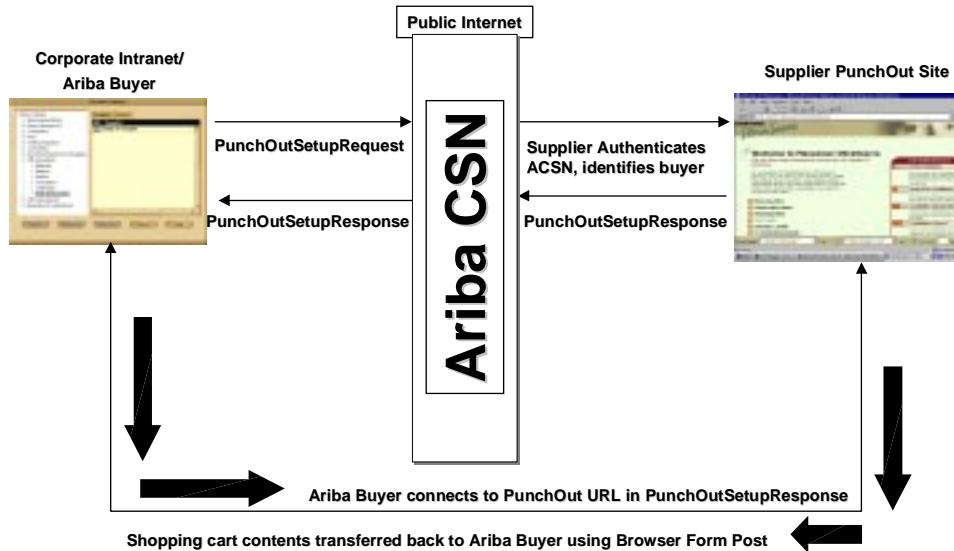 Public Internet
Corporate Intranet/
Ariba Buyer
Supplier PunchOut Site
PunchOutSetupRequest
Supplier Authenticates
ACSN, identifies buyer
PunchOutSetupResponse
PunchOutSetupResponse
Ariba CSN
Ariba Buyer connects to PunchOut URL in PunchOutSetupResponse
Shopping cart contents transferred back to Ariba Buyer using Browser Form Post